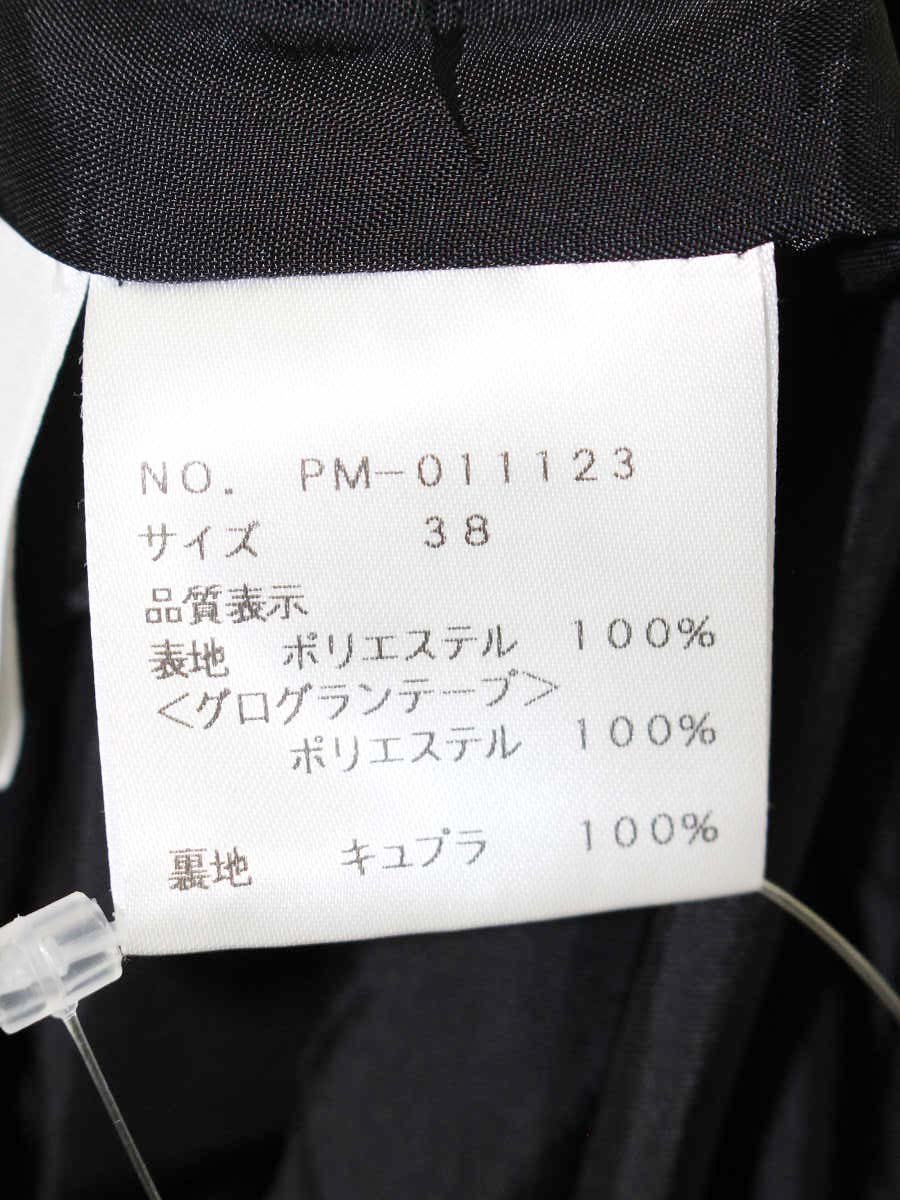 NO. PM-011123
サイズ 38
品質表示
表地 ポリエステル 100%
<グログランテープ>
ポリエステル 100%
裏地 キュプラ 100%